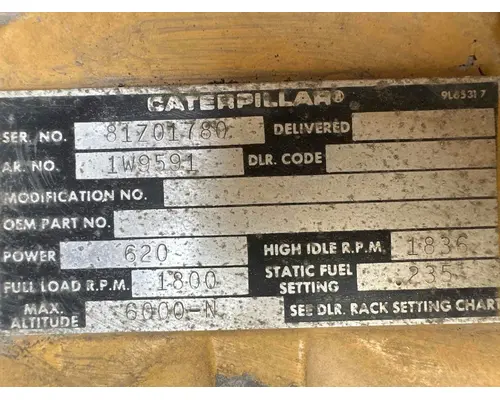 CATERPILLAR®
9L6531 7
SER. NO. 81Z01780 DELIVERED
AR. NO. 1W9591 DLR. CODE
MODIFICATION NO.
OEM PART NO.
POWER 620 HIGH IDLE R.P.M. 1836
FULL LOAD R.P.M. 1800 STATIC FUEL SETTING .235
MAX. ALTITUDE 6000-N SEE DLR. RACK SETTING CHART